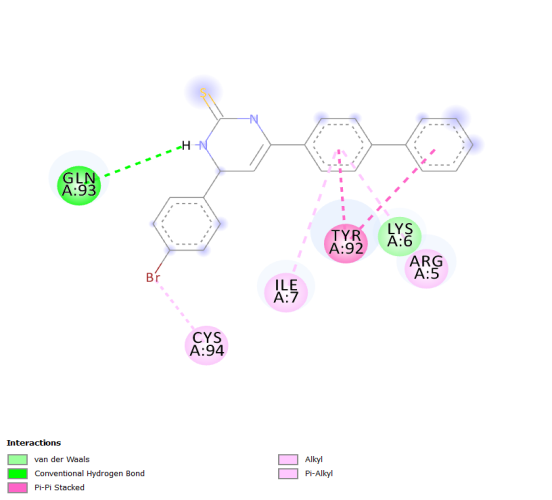 S
N
H
N
GLN
A:93
TYR
A:92
LYS
A:6
ARG
A:5
ILE
A:7
Br
CYS
A:94
Interactions
van der Waals
Conventional Hydrogen Bond
Pi-Pi Stacked
Alkyl
Pi-Alkyl